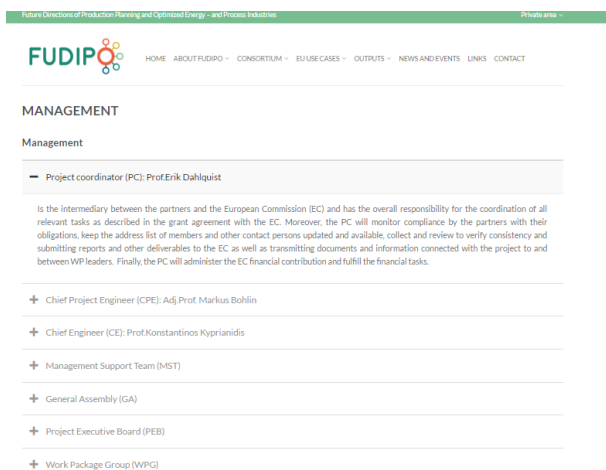 Future Directions of Production Planning and Optimized Energy – and Process Industries
Private area
FUDIPO
HOME ABOUT FUDIPO CONSORTIUM EU USE CASES OUTPUTS NEWS AND EVENTS LINKS CONTACT
MANAGEMENT
Management
Project coordinator (PC): Prof.Erik Dahlquist
Is the intermediary between the partners and the European Commission (EC) and has the overall responsibility for the coordination of all
relevant tasks as described in the grant agreement with the EC. Moreover, the PC will monitor compliance by the partners with their
obligations, keep the address list of members and other contact persons updated and available, collect and review to verify consistency and
submitting reports and other deliverables to the EC as well as transmitting documents and information connected with the project to and
between WP leaders. Finally, the PC will administer the EC financial contribution and fulfill the financial tasks.
Chief Project Engineer (CPE): Adj.Prof. Markus Bohlin
Chief Engineer (CE): Prof.Konstantinos Kyprianidis
Management Support Team (MST)
General Assembly (GA)
Project Executive Board (PEB)
Work Package Group (WPG)